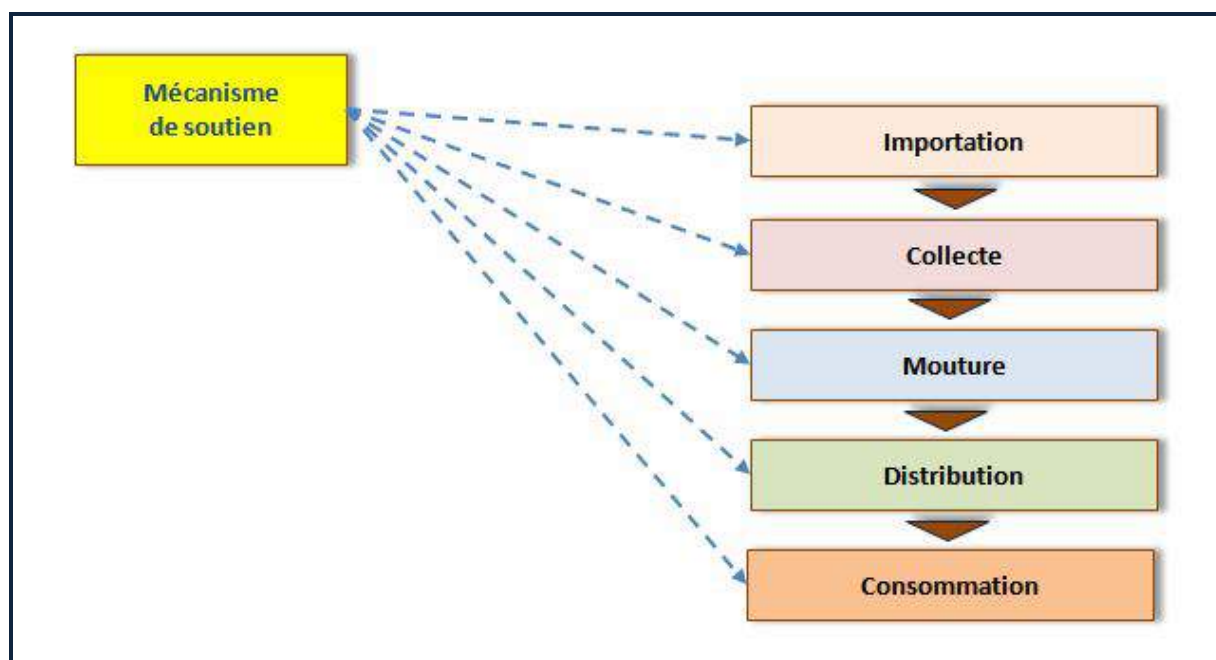 Mécanisme
de soutien
Importation
Collecte
Mouture
Distribution
Consommation